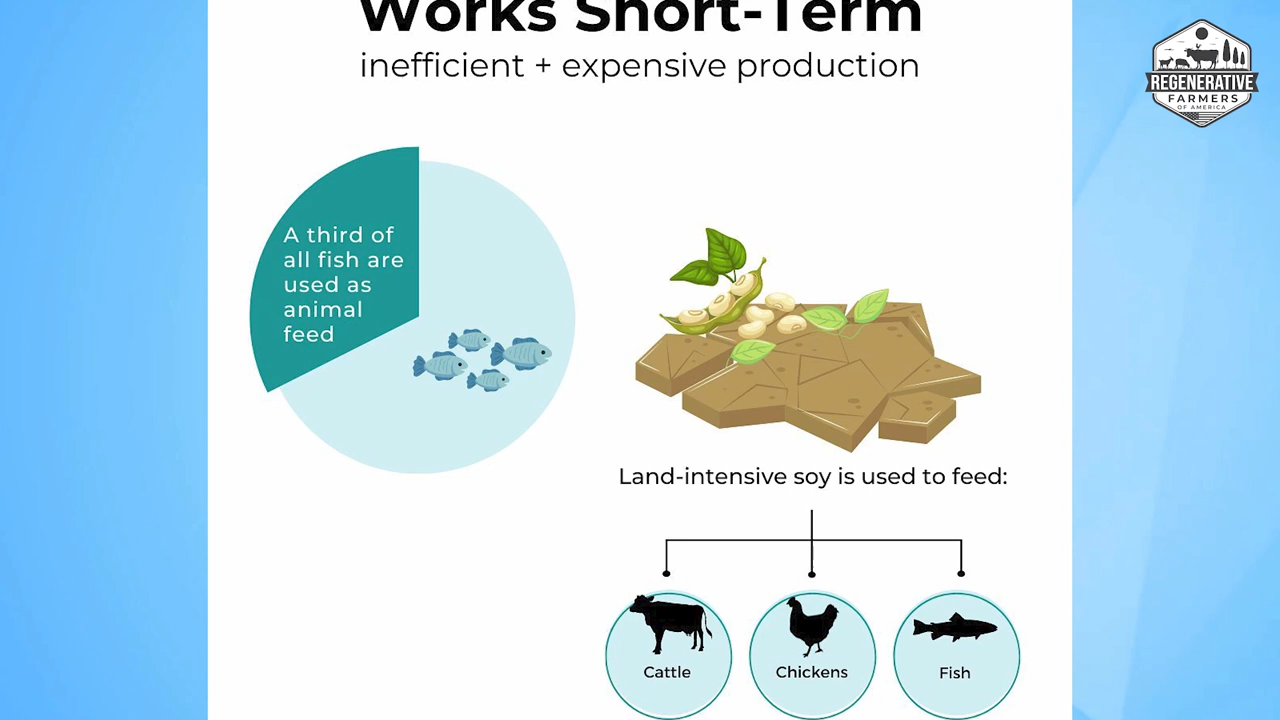 Works Short-Term
inefficient + expensive production
REGENERATIVE
FARMERS
OF AMERICA
A third of
all fish are
used as
animal
feed
Land-intensive soy is used to feed:
Cattle
Chickens
Fish